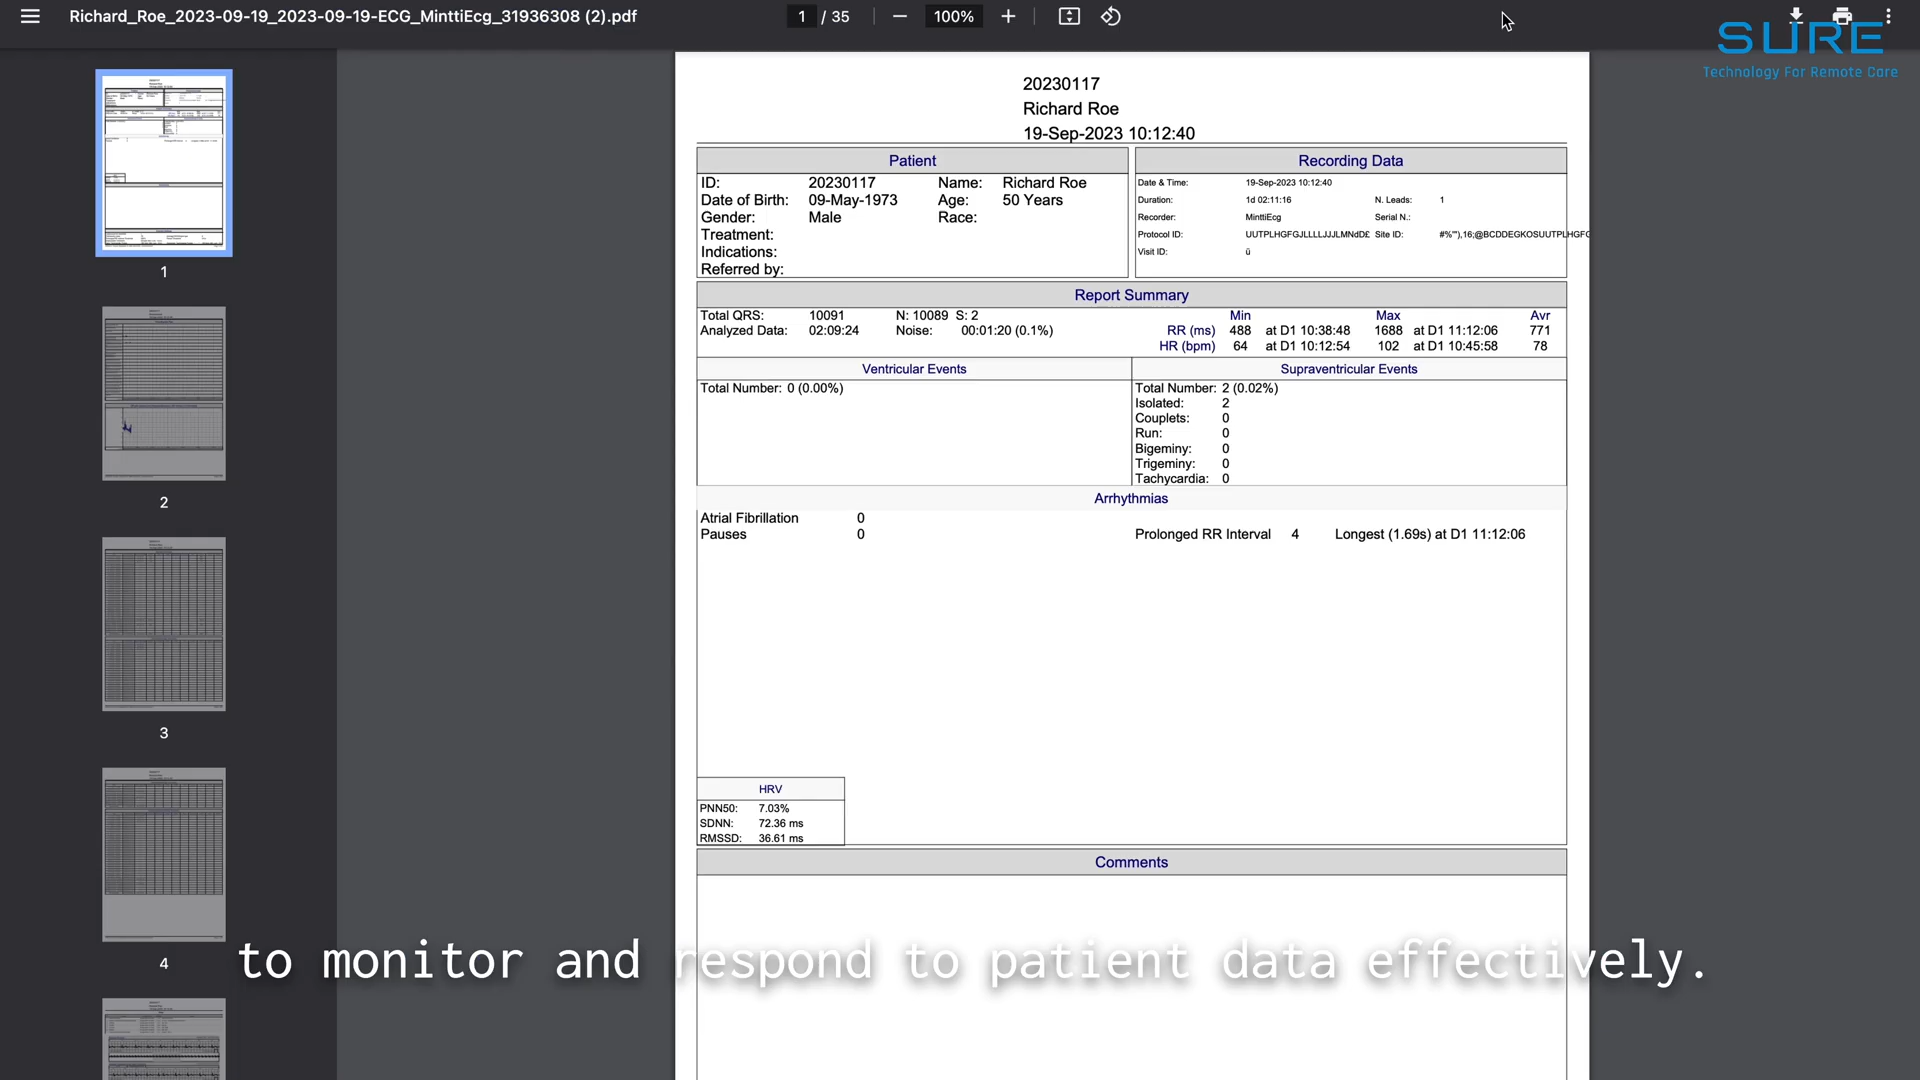 Richard_Roe_2023-09-19_2023-09-19-ECG_MinttiEcg_31936308 (2).pdf
1 / 35
100%
SURE
Technology For Remote Care
1
2
3
4
20230117
Richard Roe
19-Sep-2023 10:12:40
Patient
ID: 20230117 Name: Richard Roe
Date of Birth: 09-May-1973 Age: 50 Years
Gender: Male Race:
Treatment:
Indications:
Referred by:
Recording Data
Date & Time: 19-Sep-2023 10:12:40
Duration: 1d 02:11:16 N. Leads: 1
Recorder: MinttiEcg Serial N.:
Protocol ID: UUTPLHGFGJLLLLJJJLMNdD£ Site ID: #%'"),16;@BCDDEGKOSUUTPLHGFG
Visit ID: ü
Report Summary
Total QRS: 10091 N: 10089 S: 2
Analyzed Data: 02:09:24 Noise: 00:01:20 (0.1%)
Min Max Avr
RR (ms) 488 at D1 10:38:48 1688 at D1 11:12:06 771
HR (bpm) 64 at D1 10:12:54 102 at D1 10:45:58 78
Ventricular Events
Total Number: 0 (0.00%)
Supraventricular Events
Total Number: 2 (0.02%)
Isolated: 2
Couplets: 0
Run: 0
Bigeminy: 0
Trigeminy: 0
Tachycardia: 0
Arrhythmias
Atrial Fibrillation 0
Pauses 0
Prolonged RR Interval 4 Longest (1.69s) at D1 11:12:06
HRV
PNN50: 7.03%
SDNN: 72.36 ms
RMSSD: 36.61 ms
Comments
to monitor and respond to patient data effectively.